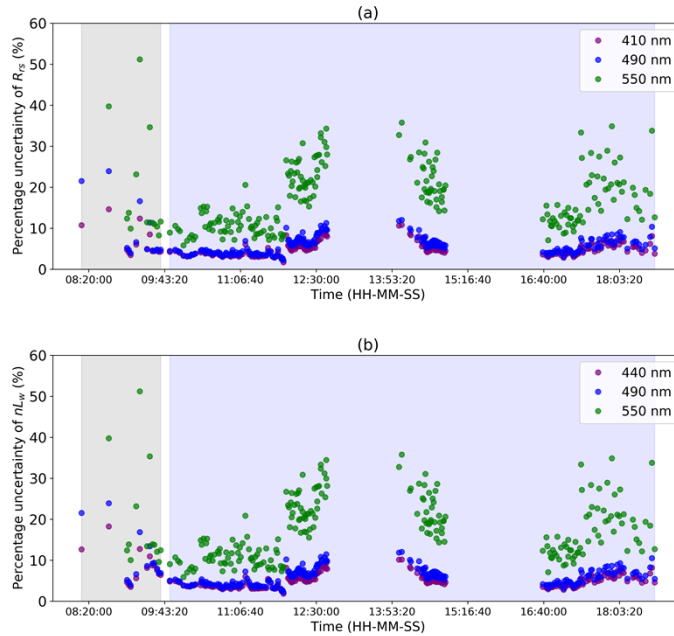 (a)
Percentage uncertainty of Rrs (%)
60
50
40
30
20
10
0
410 nm
490 nm
550 nm
08:20:00 09:43:20 11:06:40 12:30:00 13:53:20 15:16:40 16:40:00 18:03:20
Time (HH-MM-SS)
(b)
Percentage uncertainty of nLw (%)
60
50
40
30
20
10
0
440 nm
490 nm
550 nm
08:20:00 09:43:20 11:06:40 12:30:00 13:53:20 15:16:40 16:40:00 18:03:20
Time (HH-MM-SS)